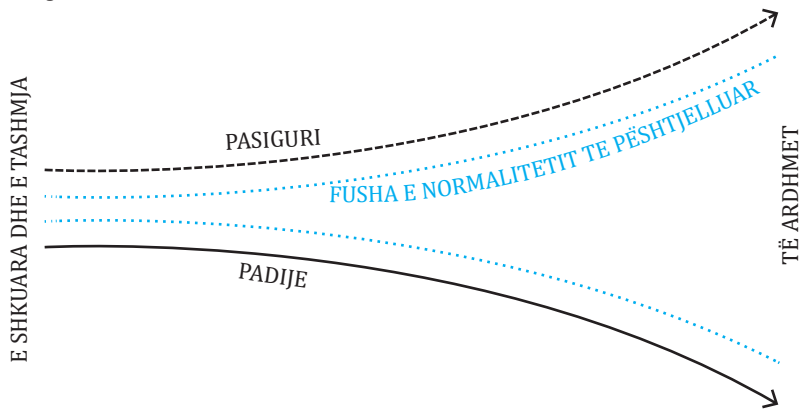 E SHKUARA DHE E TASHMJA
PASIGURI
FUSHA E NORMALITETIT TE PËSHTJELLUAR
PADIJE
TË ARDHMET